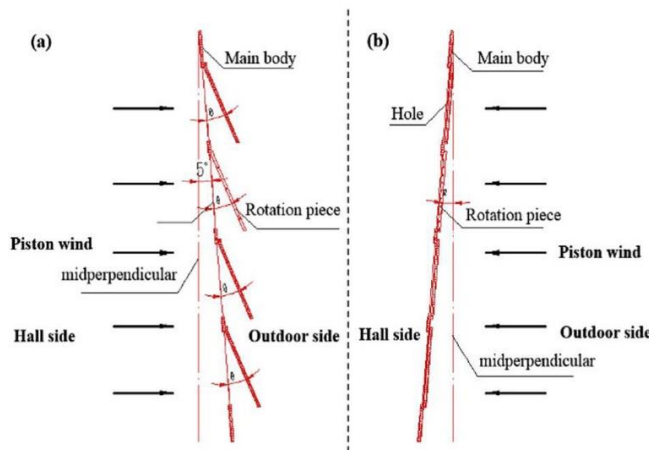 (a)
Main body
θ
5°
θ
Rotation piece
Piston wind
midperpendicular
θ
Hall side
Outdoor side
θ
(b)
Main body
Hole
Rotation piece
Piston wind
Hall side
Outdoor side
midperpendicular